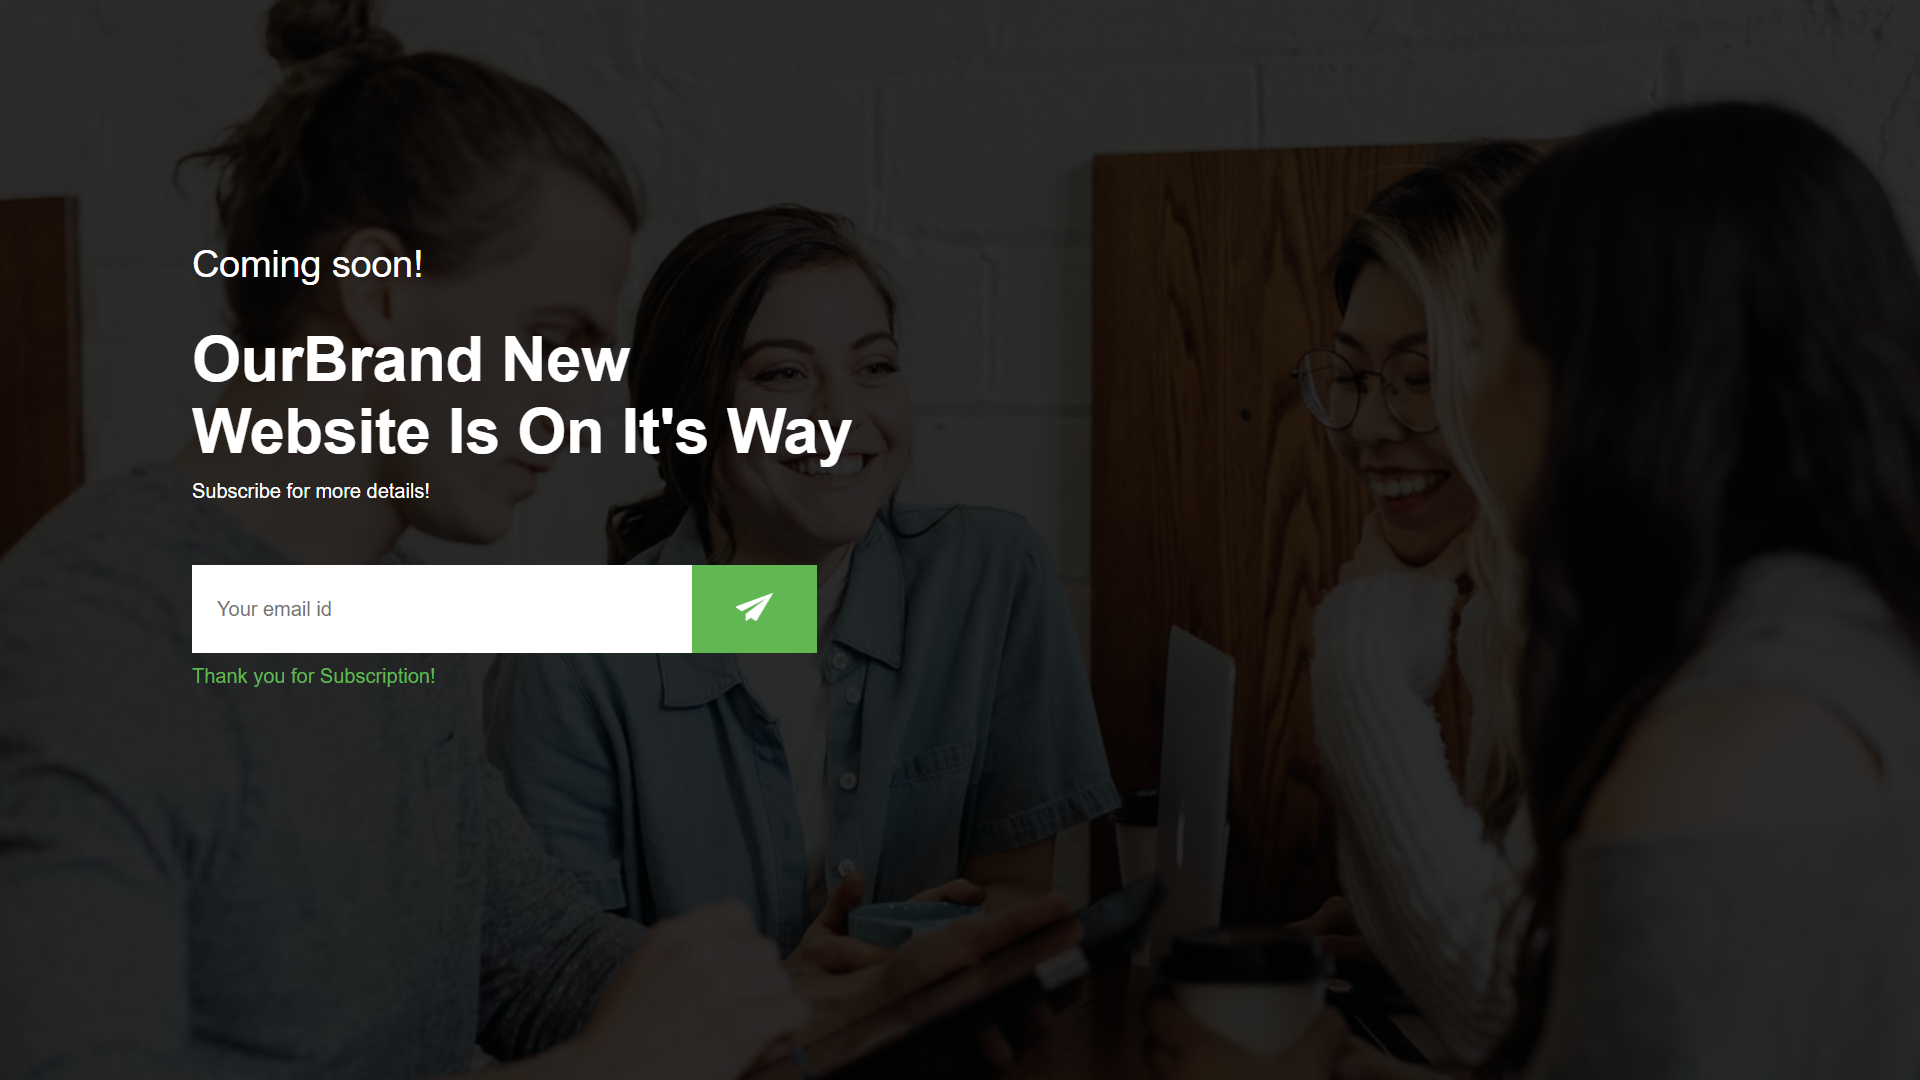 Coming soon!
OurBrand New
Website Is On It's Way
Subscribe for more details!
Your email id
Thank you for Subscription!